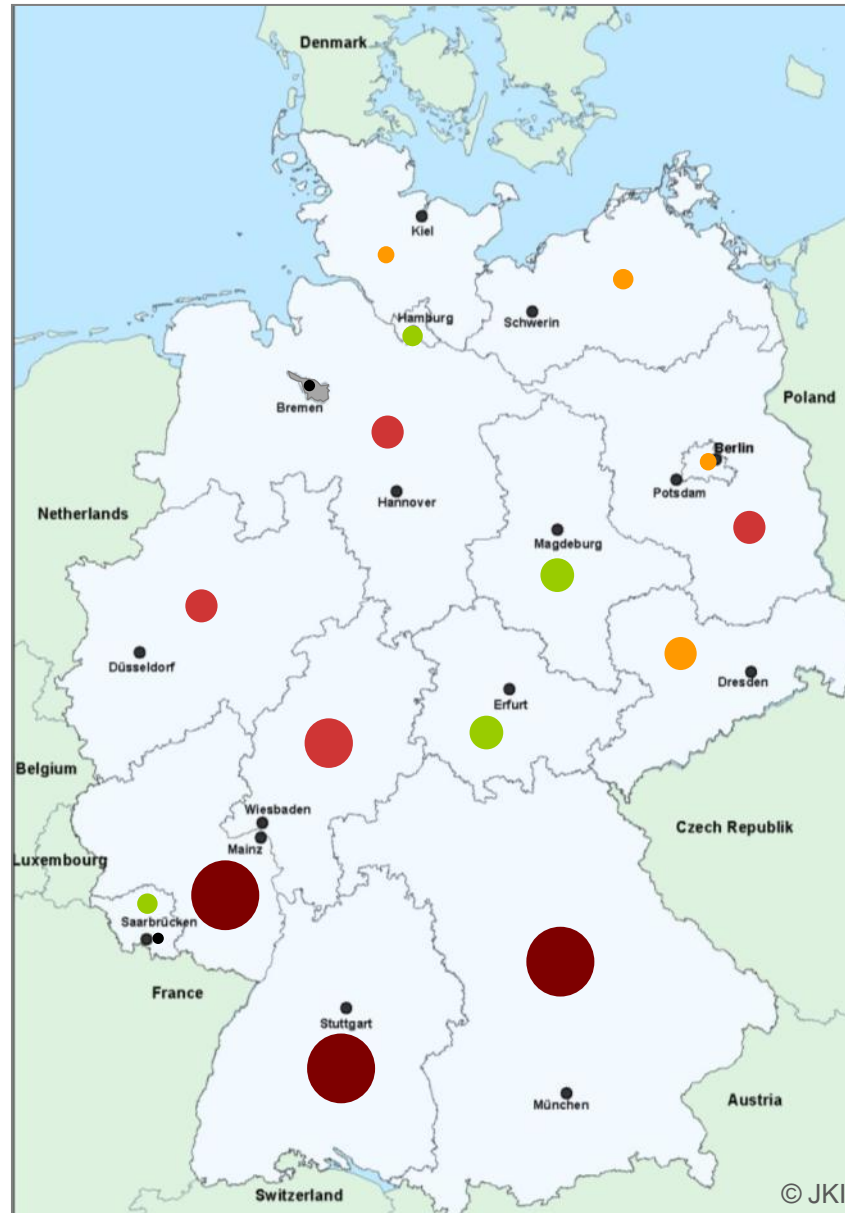 Denmark
Kiel
Hamburg
Schwerin
Bremen
Poland
Berlin
Potsdam
Hannover
Netherlands
Magdeburg
Düsseldorf
Dresden
Erfurt
Belgium
Wiesbaden
Mainz
Czech Republik
Luxembourg
Saarbrücken
France
Stuttgart
München
Austria
Switzerland
© JKI